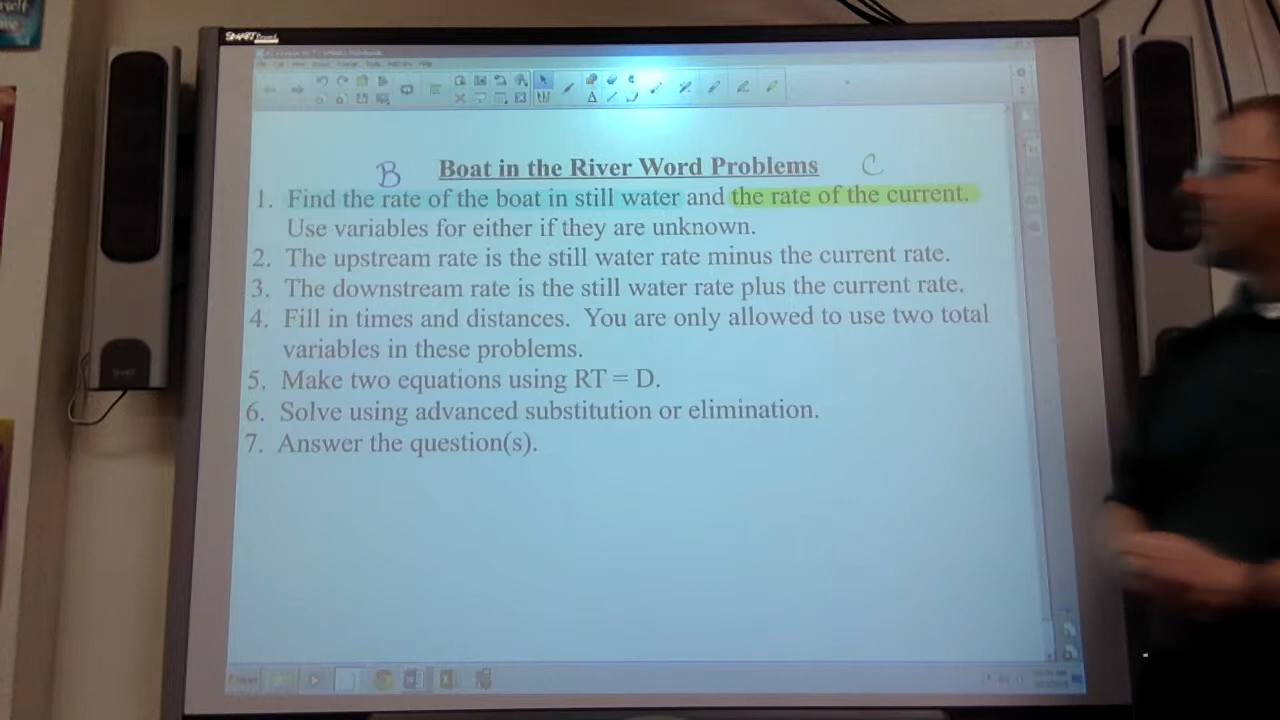 SMART Board
B
Boat in the River Word Problems
C
1. Find the rate of the boat in still water and the rate of the current.
Use variables for either if they are unknown.
2. The upstream rate is the still water rate minus the current rate.
3. The downstream rate is the still water rate plus the current rate.
4. Fill in times and distances. You are only allowed to use two total
variables in these problems.
5. Make two equations using RT = D.
6. Solve using advanced substitution or elimination.
7. Answer the question(s).